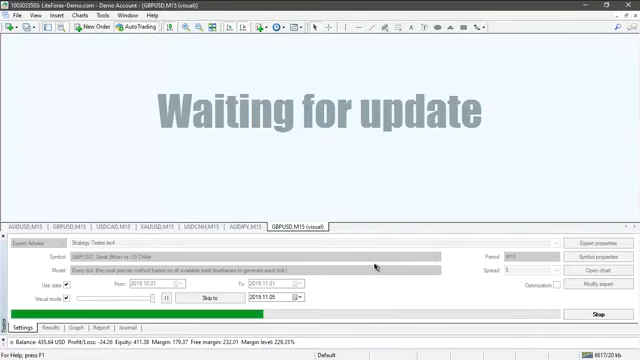 1003033503: LiteForex-Demo.com - Demo Account - [GBPUSD,M15 (visual)]
File View Insert Charts Tools Window Help
New Order AutoTrading
Waiting for update
AUDUSD,M15 GBPUSD,M15 USDCAD,M15 XAUUSD,M15 USDCNH,M15 AUDJPY,M15 GBPUSD,M15 (visual)
Expert Advisor Strategy Tester.ex4 Expert properties
Symbol: GBPUSD, Great Britan vs US Dollar Period: M15 Symbol properties
Model: Every tick (the most precise method based on all available least timeframes to generate each tick) Spread: 5 Open chart
Use date From: 2019.10.01 To: 2019.11.01 Optimization Modify expert
Visual mode Skip to 2019.11.05
Stop
Tester
Settings Results Graph Report Journal
Balance: 435.64 USD Profit/Loss: -24.26 Equity: 411.38 Margin: 179.37 Free margin: 232.01 Margin level: 229.35%
For Help, press F1 Default 6617/20 kb